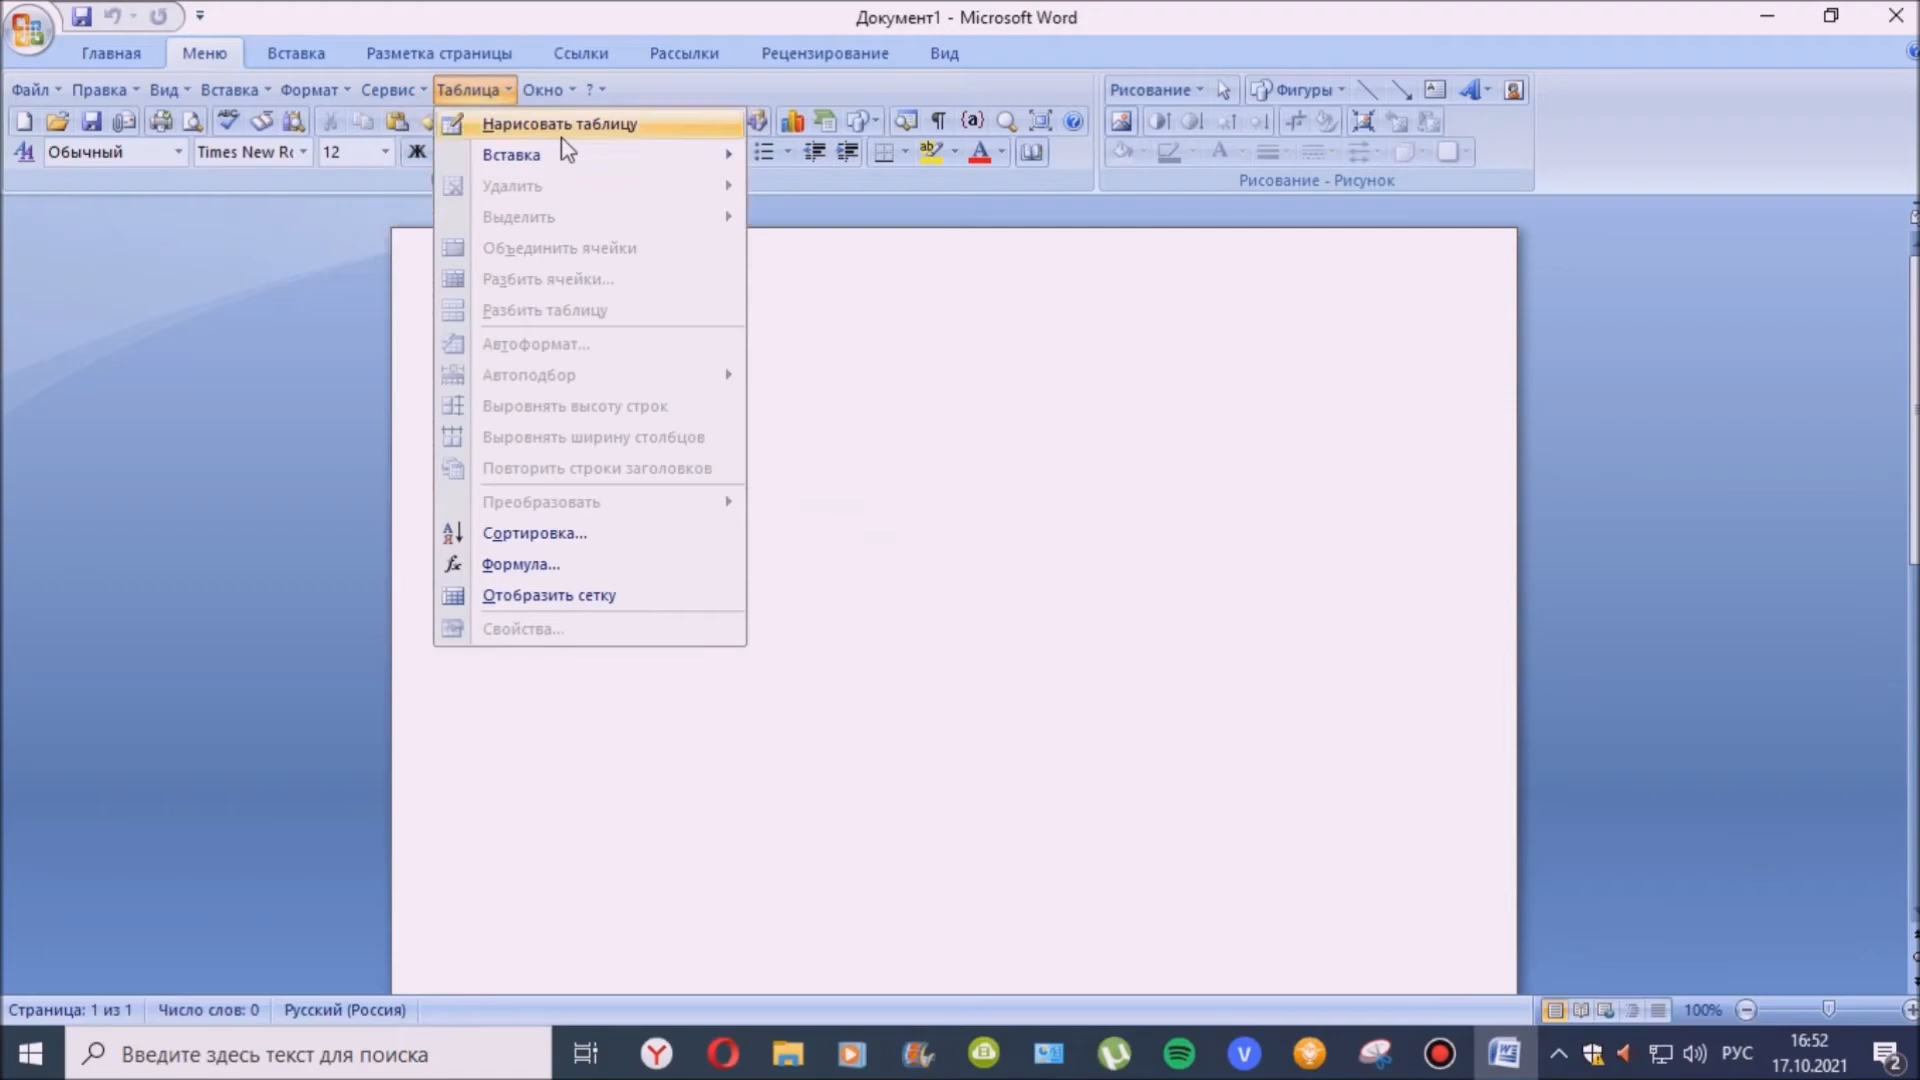 Документ1 - Microsoft Word
Главная Меню Вставка Разметка страницы Ссылки Рассылки Рецензирование Вид
Файл Правка Вид Вставка Формат Сервис Таблица Окно ? Рисование Фигуры
Обычный Times New Ro 12 Ж
Рисование - Рисунок
Нарисовать таблицу
Вставка
Удалить
Выделить
Объединить ячейки
Разбить ячейки...
Разбить таблицу
Автоформат...
Автоподбор
Выровнять высоту строк
Выровнять ширину столбцов
Повторить строки заголовков
Преобразовать
Сортировка...
Формула...
Отобразить сетку
Свойства...
Страница: 1 из 1 Число слов: 0 Русский (Россия) 100%
Введите здесь текст для поиска РУС 16:52
17.10.2021 2